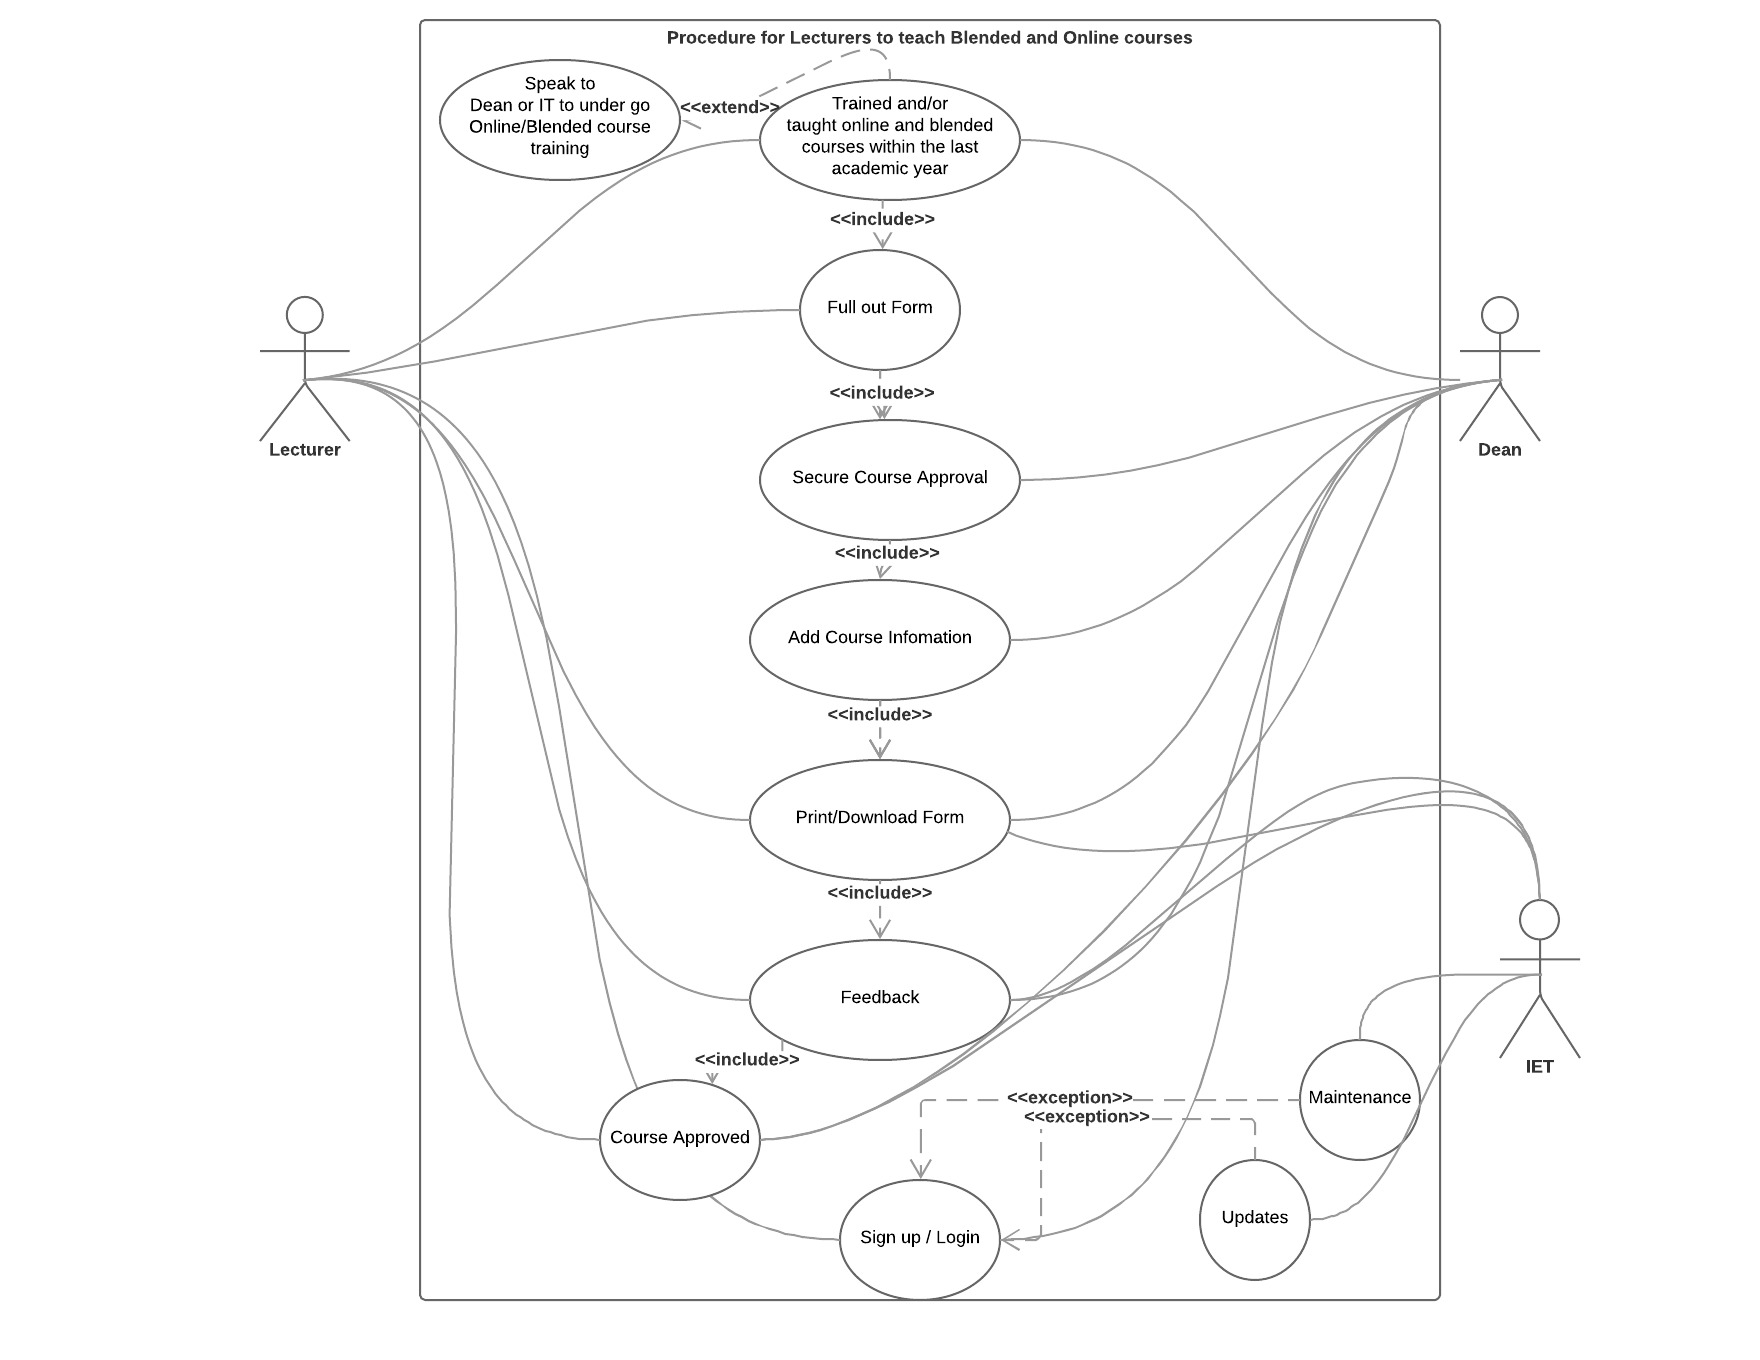 Procedure for Lecturers to teach Blended and Online courses
Speak to
Dean or IT to under go
Online/Blended course
training
<<extend>>
Trained and/or
taught online and blended
courses within the last
academic year
<<include>>
Full out Form
<<include>>
Lecturer
Dean
Secure Course Approval
<<include>>
Add Course Infomation
<<include>>
Print/Download Form
<<include>>
Feedback
<<include>>
IET
Course Approved
<<exception>>
<<exception>>
Maintenance
Updates
Sign up / Login